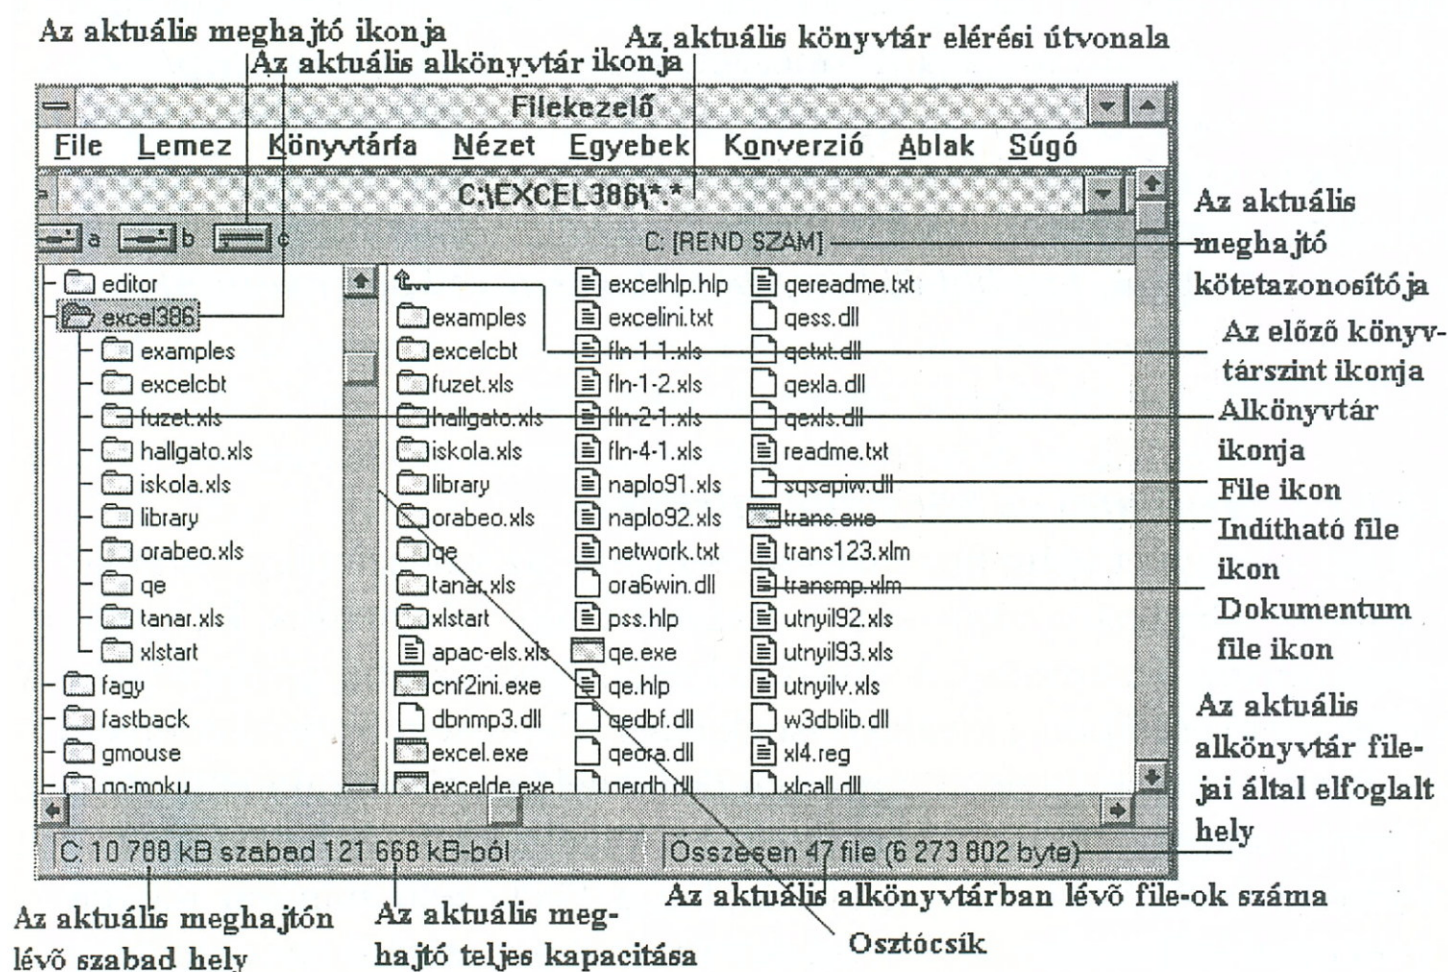 Az aktuális meghajtó ikonja
Az aktuális alkönyvtár ikonja
Az aktuális könyvtár elérési útvonala
Filekezelő
File Lemez Könyvtárfa Nézet Egyebek Konverzió Ablak Súgó
C:\EXCEL386\*.*
a b c
C: [REND SZAM]
editor
excel386
examples
excelcbt
fuzet.xls
hallgato.xls
iskola.xls
library
orabeo.xls
qe
tanar.xls
xlstart
fagy
fastback
gmouse
go-moku
..
examples
excelcbt
fuzet.xls
hallgato.xls
iskola.xls
library
orabeo.xls
qe
tanar.xls
xlstart
apac-els.xls
cnf2ini.exe
dbnmp3.dll
excel.exe
excelde.exe
excelhlp.hlp
excelini.txt
fln-1-1.xls
fln-1-2.xls
fln-2-1.xls
fln-4-1.xls
naplo91.xls
naplo92.xls
network.txt
ora6win.dll
pss.hlp
qe.exe
qe.hlp
qedbf.dll
qeora.dll
qereadme.txt
qess.dll
qetxt.dll
qexla.dll
qexls.dll
readme.txt
sqsapiw.dll
trans.exe
trans123.xlm
transmp.xlm
utnyil92.xls
utnyil93.xls
utnyilv.xls
w3dblib.dll
xl4.reg
xlcall.dll
C: 10 788 kB szabad 121 668 kB-ból
Összesen 47 file (6 273 802 byte)
Az aktuális
meghajtó
kötetazonosítója
Az előző könyv-
társzint ikonja
Alkönyvtár
ikonja
File ikon
Indítható file
ikon
Dokumentum
file ikon
Az aktuális
alkönyvtár file-
jai által elfoglalt
hely
Az aktuális alkönyvtárban lévõ file-ok száma
Az aktuális meghajtón
lévõ szabad hely
Az aktuális meg-
hajtó teljes kapacitása
Osztócsík